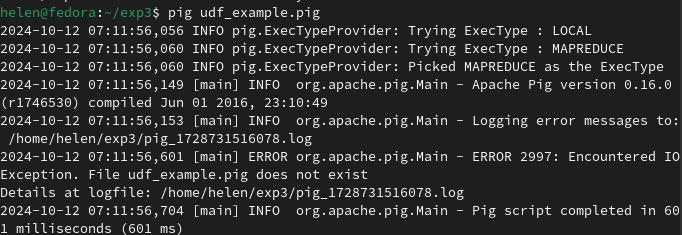 helen@fedora:~/exp3$ pig udf_example.pig
2024-10-12 07:11:56,056 INFO pig.ExecTypeProvider: Trying ExecType : LOCAL
2024-10-12 07:11:56,060 INFO pig.ExecTypeProvider: Trying ExecType : MAPREDUCE
2024-10-12 07:11:56,060 INFO pig.ExecTypeProvider: Picked MAPREDUCE as the ExecType
2024-10-12 07:11:56,149 [main] INFO  org.apache.pig.Main - Apache Pig version 0.16.0
(r1746530) compiled Jun 01 2016, 23:10:49
2024-10-12 07:11:56,153 [main] INFO  org.apache.pig.Main - Logging error messages to:
 /home/helen/exp3/pig_1728731516078.log
2024-10-12 07:11:56,601 [main] ERROR org.apache.pig.Main - ERROR 2997: Encountered IO
Exception. File udf_example.pig does not exist
Details at logfile: /home/helen/exp3/pig_1728731516078.log
2024-10-12 07:11:56,704 [main] INFO  org.apache.pig.Main - Pig script completed in 60
1 milliseconds (601 ms)